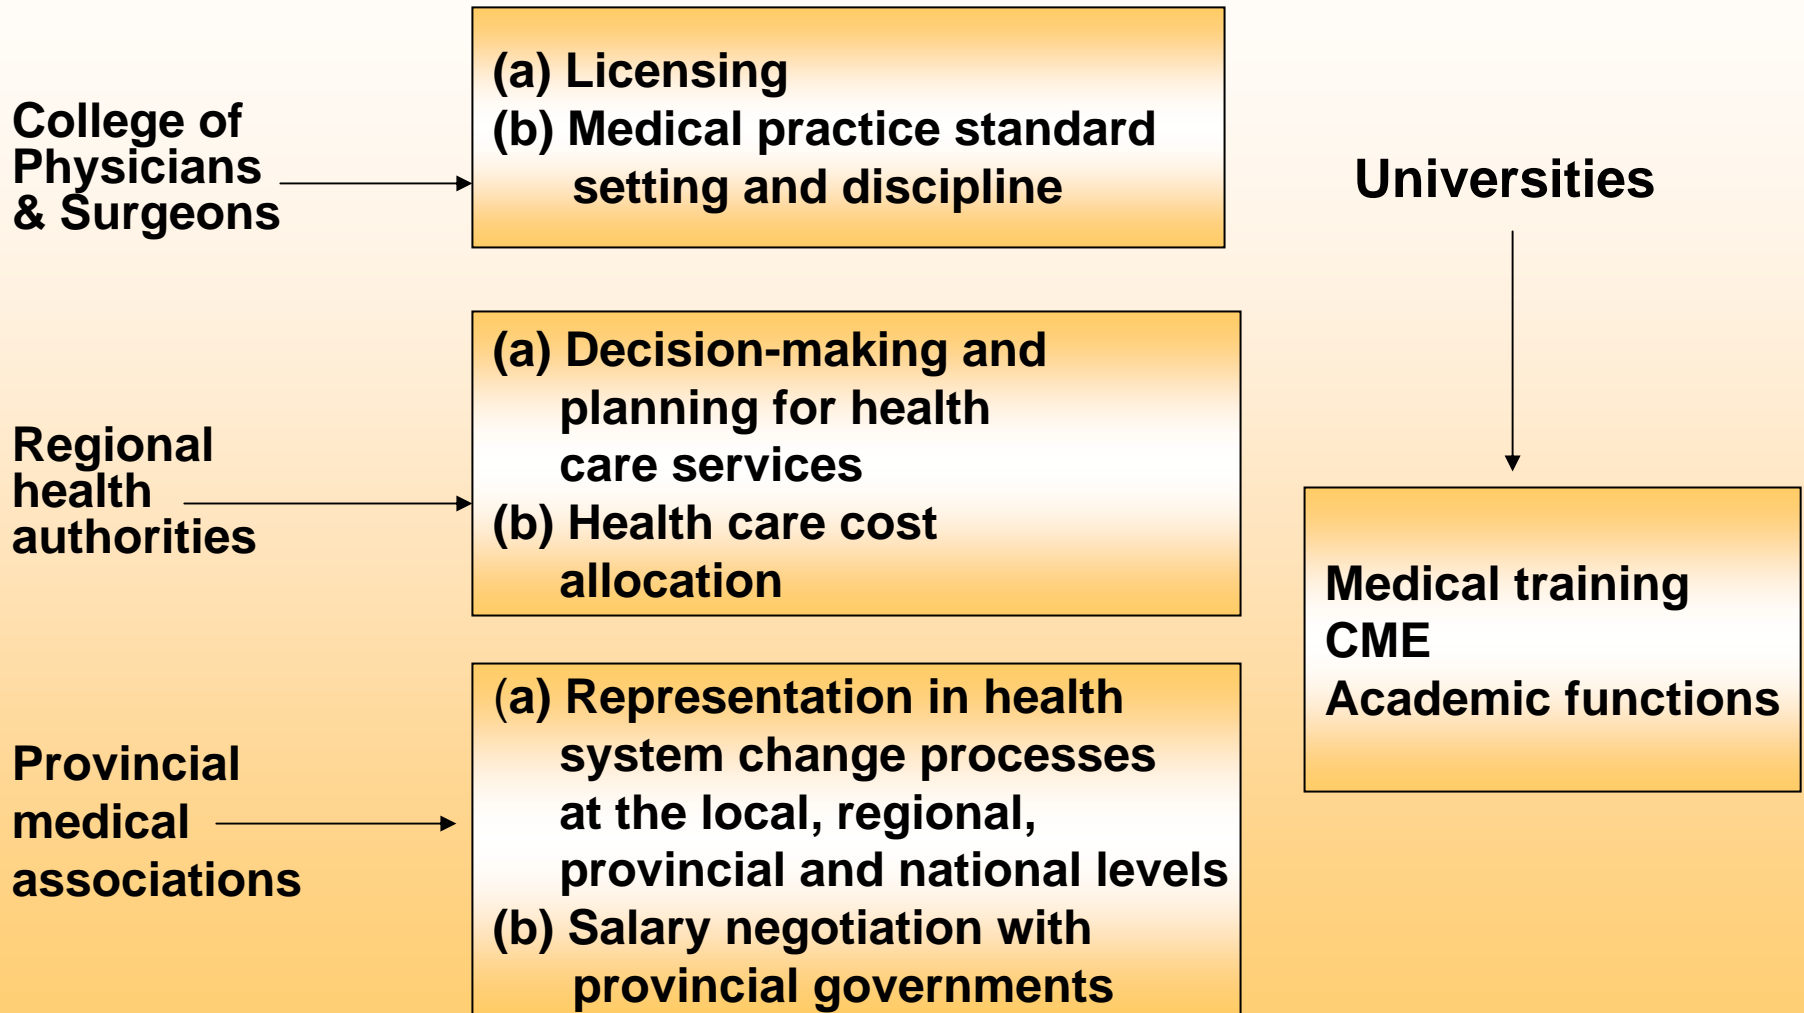 College of
Physicians
& Surgeons
(a) Licensing
(b) Medical practice standard
setting and discipline
Regional
health
authorities
(a) Decision-making and
planning for health
care services
(b) Health care cost
allocation
Provincial
medical
associations
(a) Representation in health
system change processes
at the local, regional,
provincial and national levels
(b) Salary negotiation with
provincial governments
Universities
Medical training
CME
Academic functions